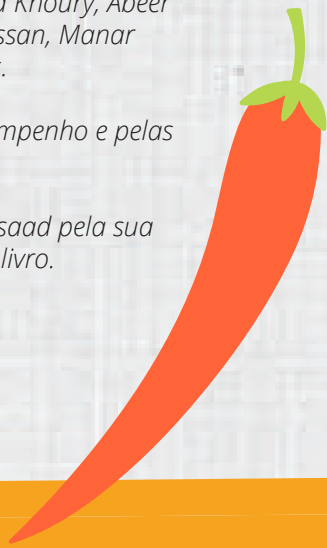 Khoury, Abeer
ssan, Manar
mpenho e pelas
saad pela sua
livro.